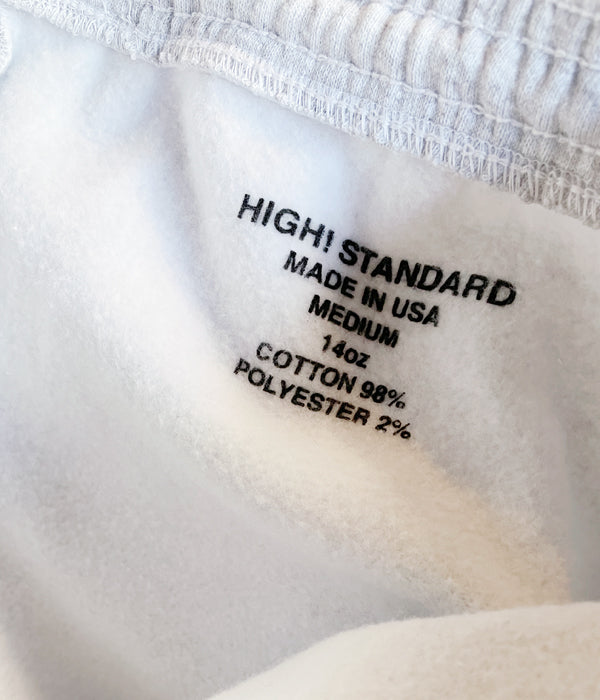 HIGH! STANDARD
MADE IN USA
MEDIUM
14oz
COTTON 98%
POLYESTER 2%